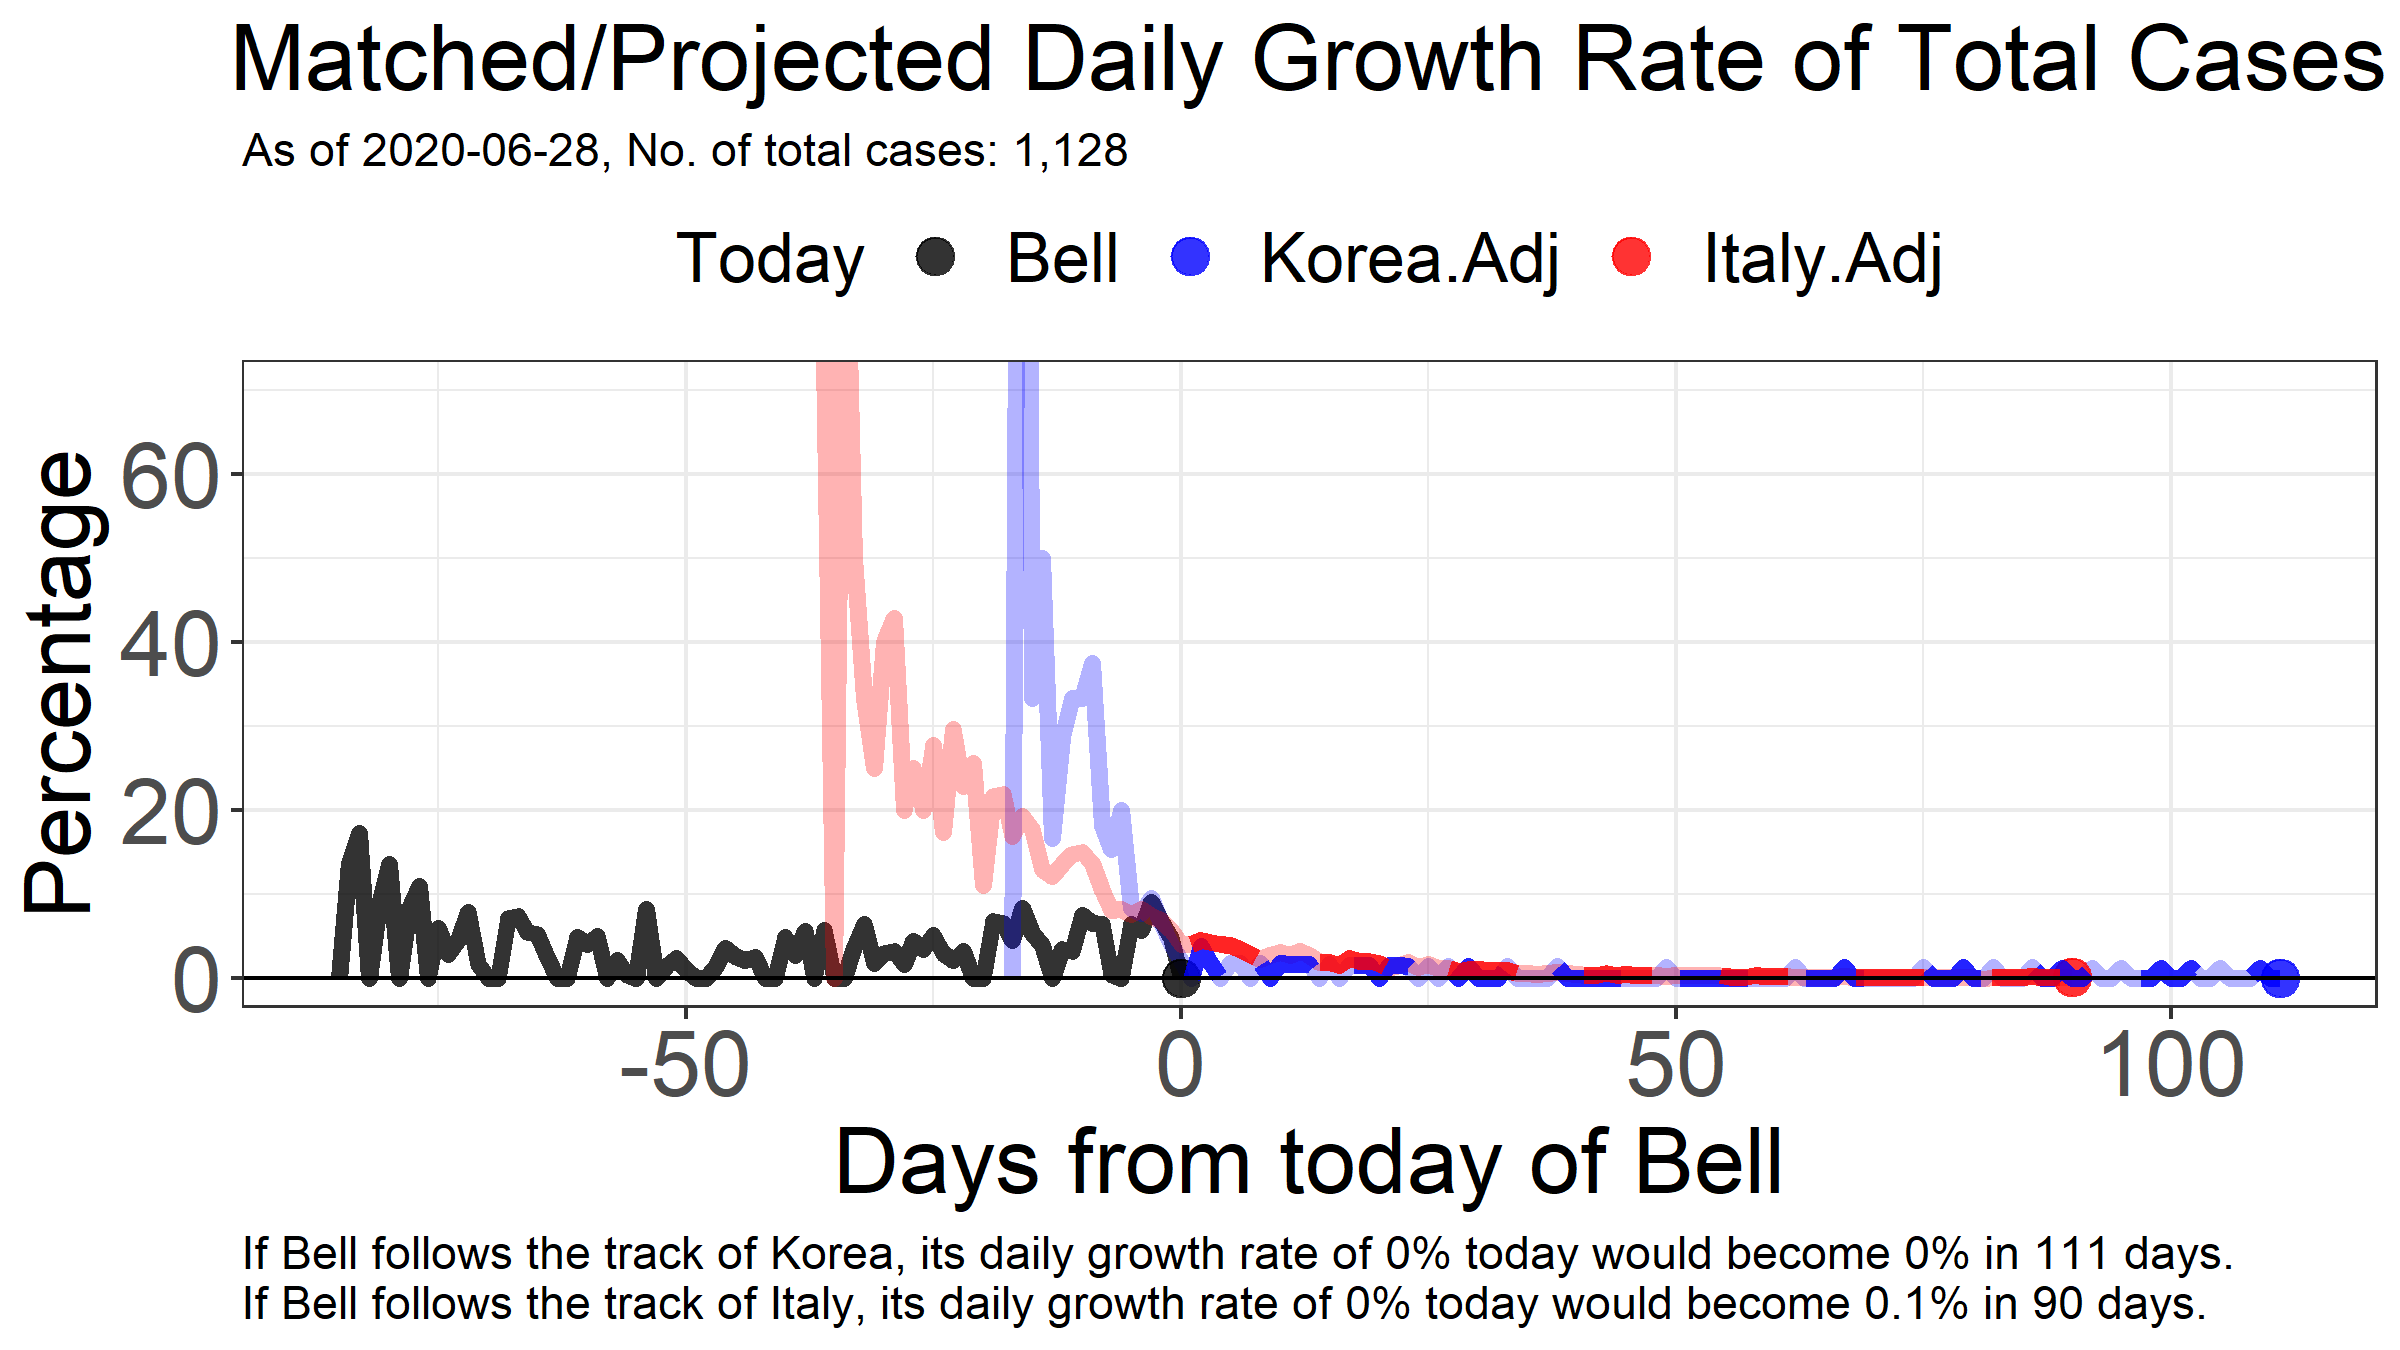 Matched/Projected Daily Growth Rate of Total Cases
As of 2020-06-28, No. of total cases: 1,128
Today Bell Korea.Adj Italy.Adj
Percentage
60
40
20
0
-50 0 50 100
Days from today of Bell
If Bell follows the track of Korea, its daily growth rate of 0% today would become 0% in 111 days.
If Bell follows the track of Italy, its daily growth rate of 0% today would become 0.1% in 90 days.